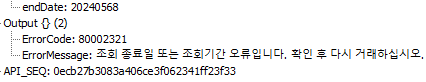 endDate: 20240568
Output {} (2)
ErrorCode: 80002321
ErrorMessage: 조회 종료일 또는 조회기간 오류입니다. 확인 후 다시 거래하십시오.
API_SEQ: 0ecb27b3083a406ce3f062341ff23f33